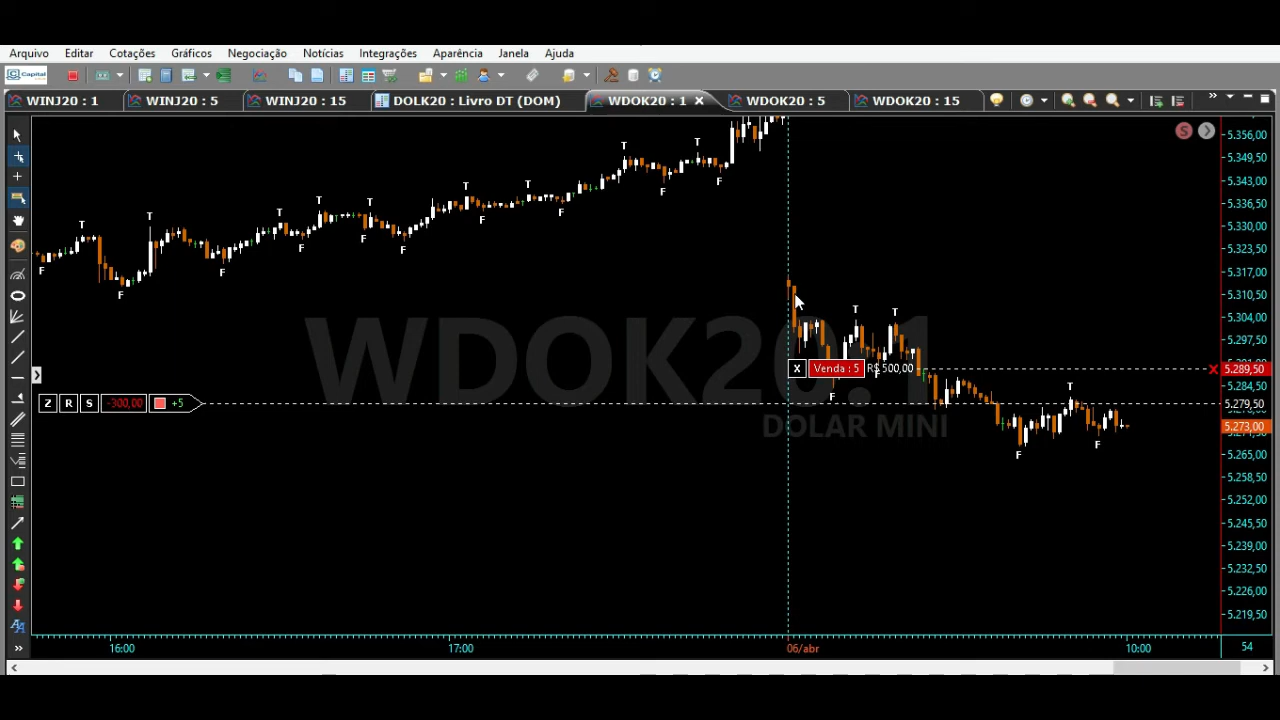 Arquivo Editar Cotações Gráficos Negociação Notícias Integrações Aparência Janela Ajuda
Capital
WINJ20 : 1 WINJ20 : 5 WINJ20 : 15 DOLK20 : Livro DT (DOM) WDOK20 : 1 WDOK20 : 5 WDOK20 : 15
S
5.356,00
5.349,50
5.343,00
5.336,50
5.330,00
5.323,50
5.317,00
5.310,50
5.304,00
5.297,50
T T T T T T T T T T T T
F F F F F F F F F F F F F
WDOK20:1
DOLAR MINI
X Venda : 5 R$ 500,00
5.289,50
5.284,50
Z R S -300,00 +5
5.279,50
5.273,00
5.265,00
5.258,50
5.252,00
5.245,50
5.239,00
5.232,50
5.226,00
5.219,50
16:00 17:00 06/abr 10:00 54